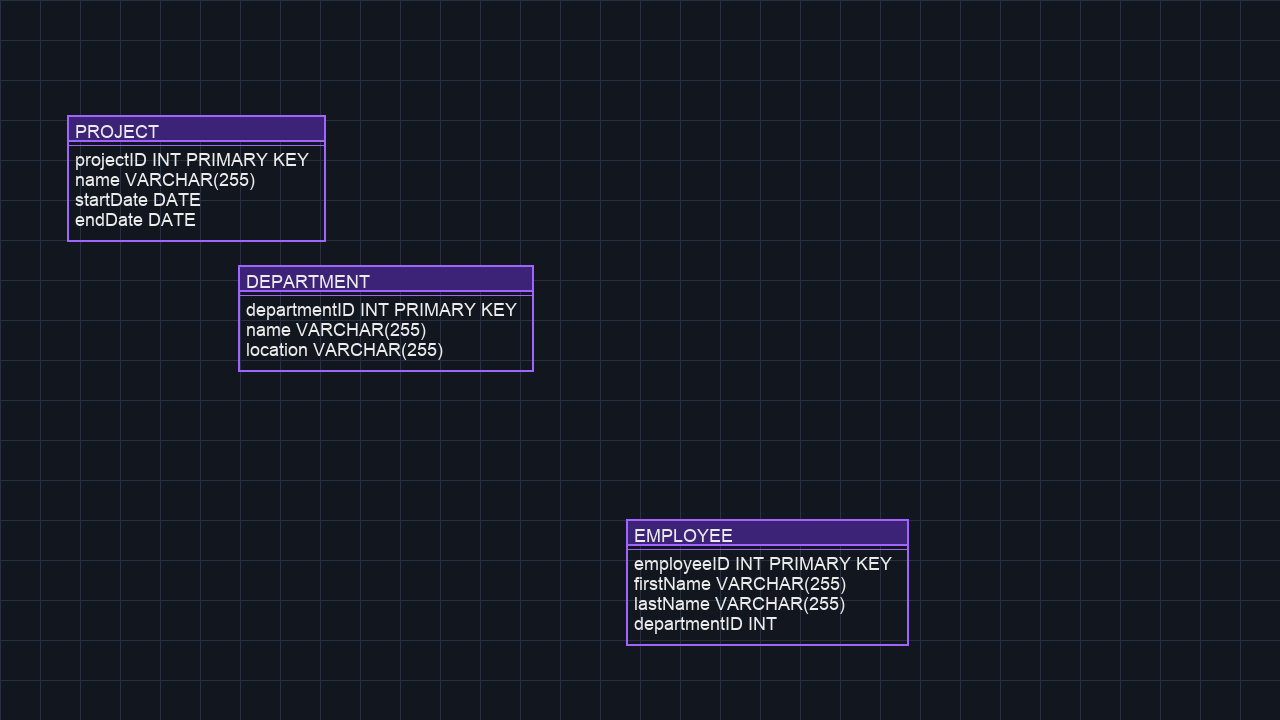 PROJECT
projectID INT PRIMARY KEY
name VARCHAR(255)
startDate DATE
endDate DATE
DEPARTMENT
departmentID INT PRIMARY KEY
name VARCHAR(255)
location VARCHAR(255)
EMPLOYEE
employeeID INT PRIMARY KEY
firstName VARCHAR(255)
lastName VARCHAR(255)
departmentID INT